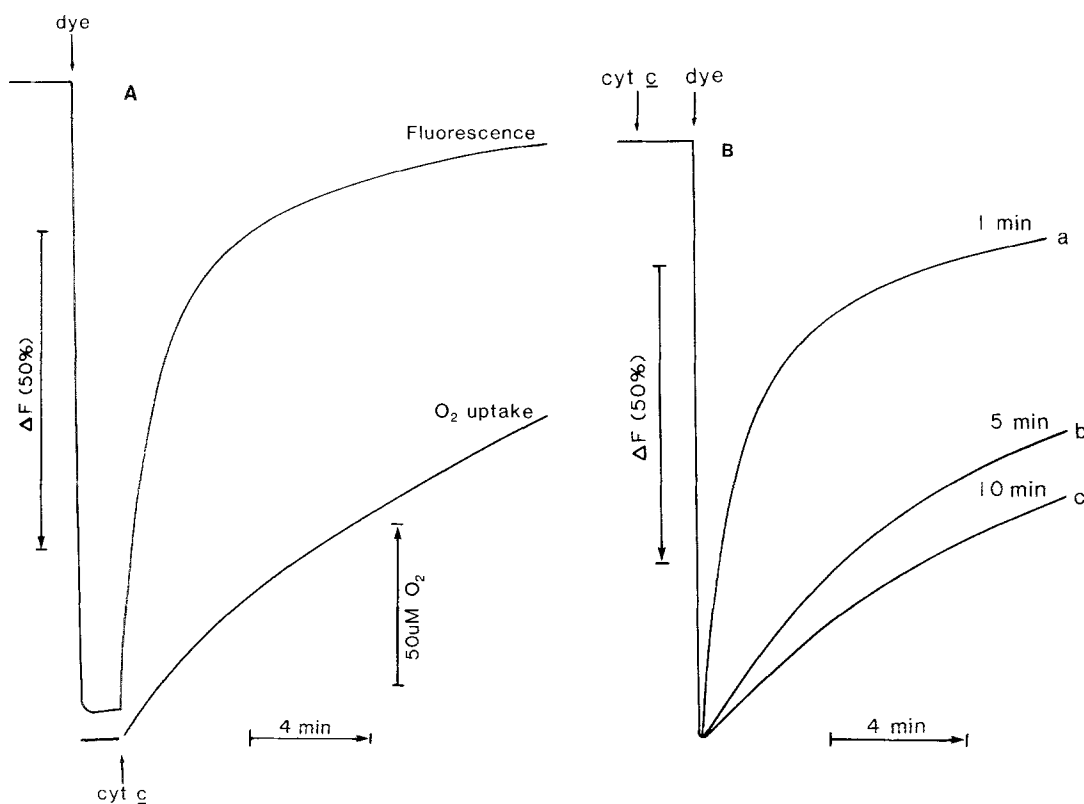 dye
A
Fluorescence
ΔF (50%)
O₂ uptake
50uM O₂
4 min
cyt c
cyt c dye
B
1 min
a
ΔF (50%)
5 min
b
10 min
c
4 min